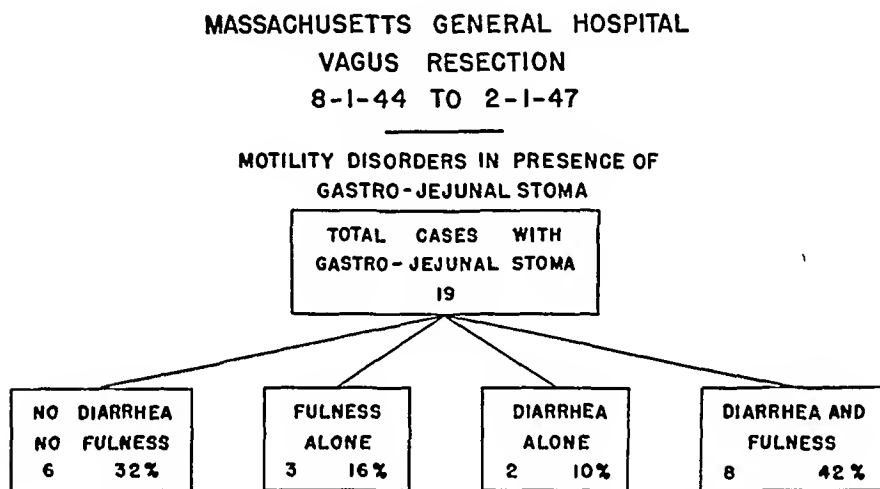 MASSACHUSETTS GENERAL HOSPITAL
VAGUS RESECTION
8-1-44 TO 2-1-47
MOTILITY DISORDERS IN PRESENCE OF
GASTRO-JEJUNAL STOMA
TOTAL CASES WITH
GASTRO-JEJUNAL STOMA
19
NO DIARRHEA
NO FULNESS
6 32%
FULNESS
ALONE
3 16%
DIARRHEA
ALONE
2 10%
DIARRHEA AND
FULNESS
8 42%